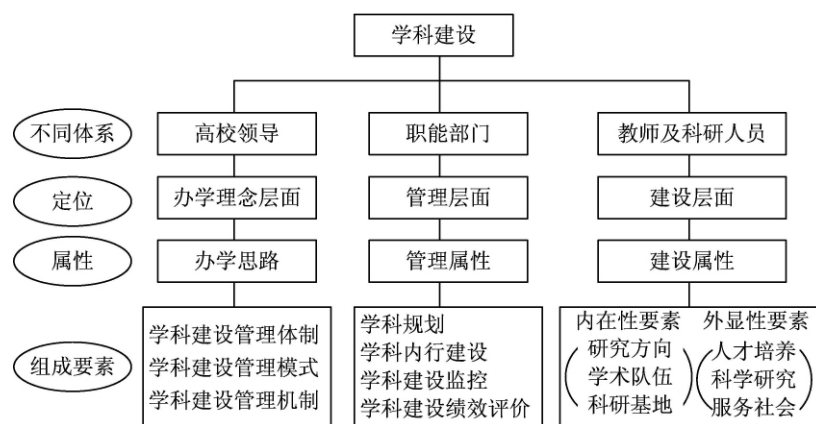 学科建设
不同体系 高校领导 职能部门 教师及科研人员
定位 办学理念层面 管理层面 建设层面
属性 办学思路 管理属性 建设属性
组成要素
学科建设管理体制
学科建设管理模式
学科建设管理机制
学科规划
学科内行建设
学科建设监控
学科建设绩效评价
内在性要素
研究方向
学术队伍
科研基地
外显性要素
人才培养
科学研究
服务社会